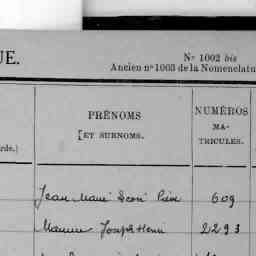 UE.
N° 1002 bis
Ancien n° 1003 de la Nomenclatu
PRÉNOMS
[ET SURNOMS.
NUMÉROS
MA-
TRICULES.
rde.)
Jean Marie 609
Joseph Henri 2293